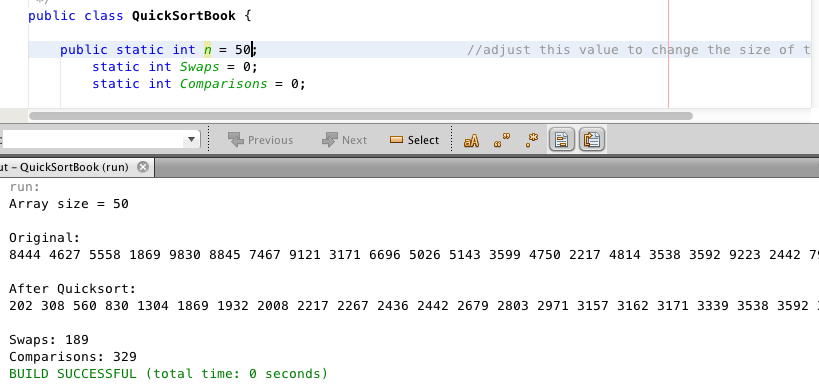 public class QuickSortBook {
public static int n = 50; //adjust this value to change the size of t
static int Swaps = 0;
static int Comparisons = 0;
Previous Next Select
ut – QuickSortBook (run)
run:
Array size = 50
Original:
8444 4627 5558 1869 9830 8845 7467 9121 3171 6696 5026 5143 3599 4750 2217 4814 3538 3592 9223 2442
After Quicksort:
202 308 560 830 1304 1869 1932 2008 2217 2267 2436 2442 2679 2803 2971 3157 3162 3171 3339 3538 3592
Swaps: 189
Comparisons: 329
BUILD SUCCESSFUL (total time: 0 seconds)